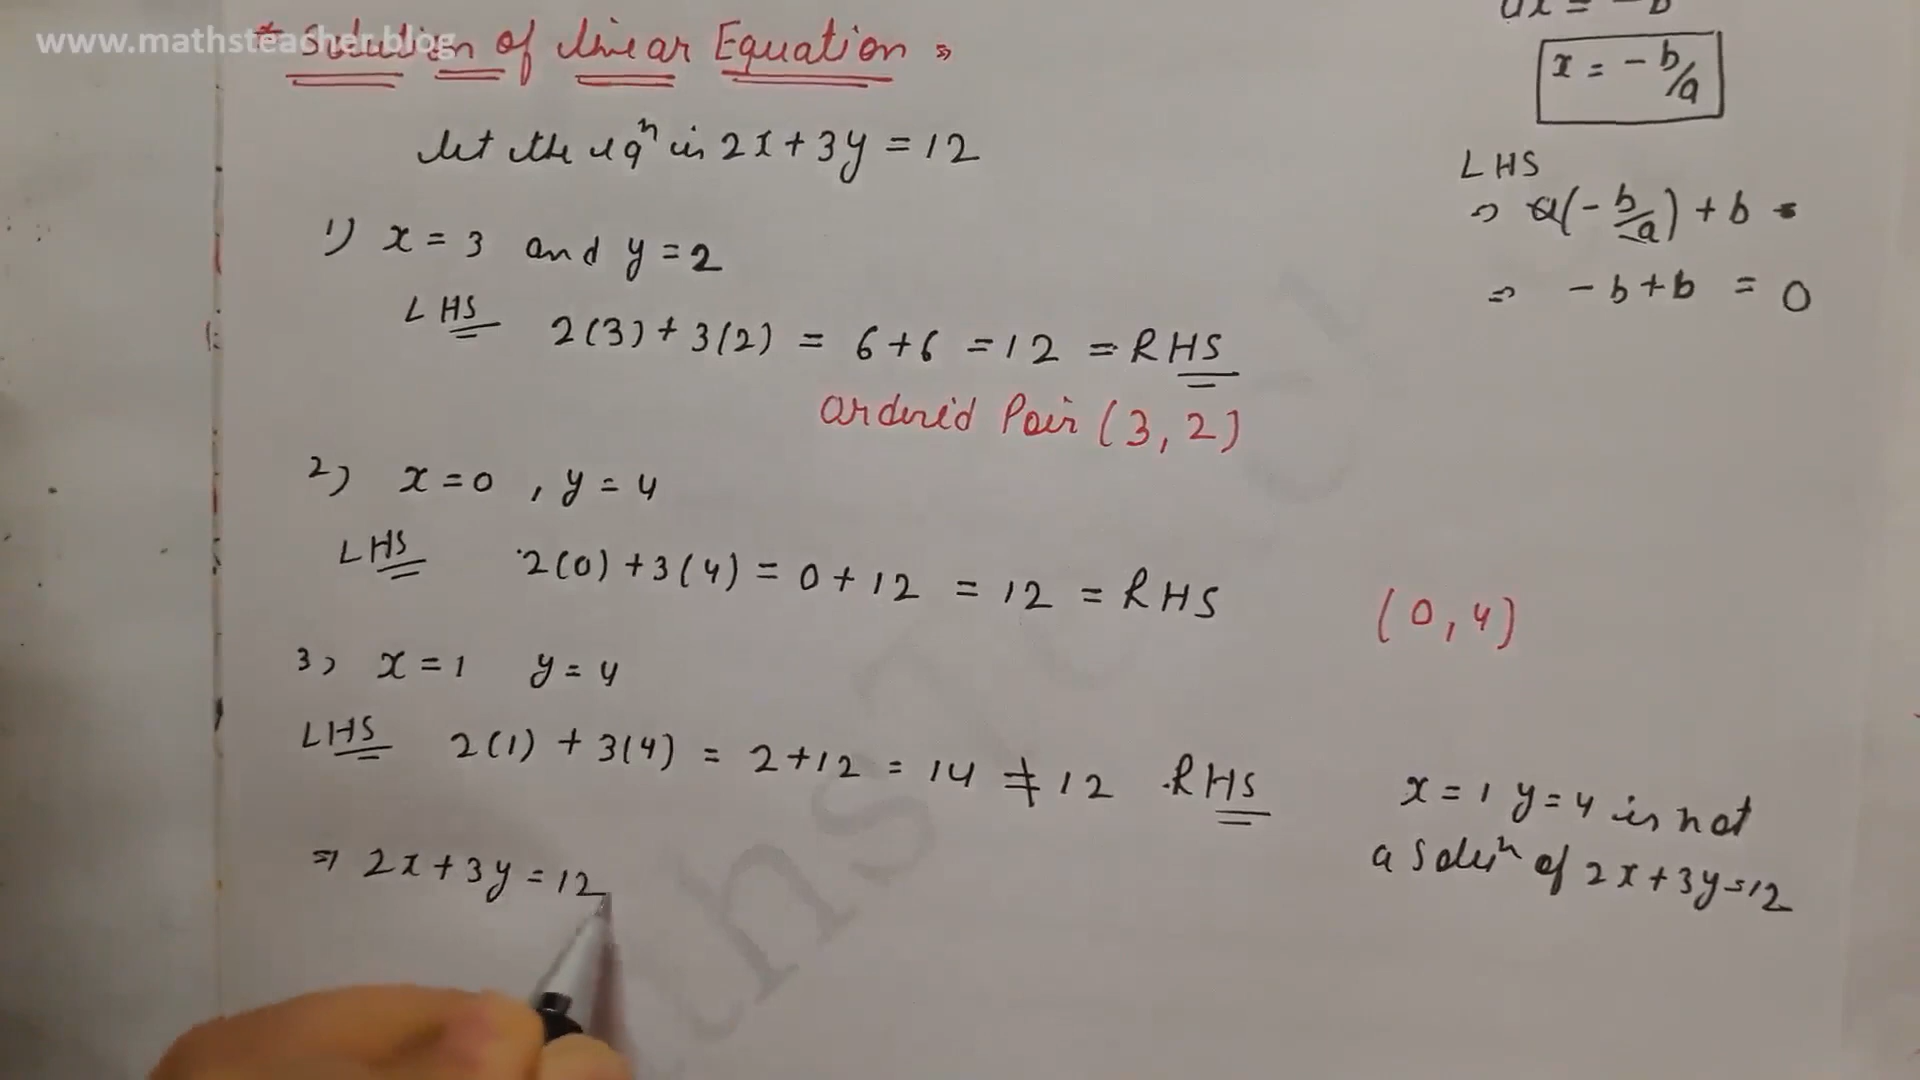 www.mathsteacher.blog
* Solution of linear Equation ⇒
let the eqⁿ is 2x + 3y = 12
1) x = 3 and y = 2
LHS 2(3) + 3(2) = 6+6 = 12 = RHS
Ordered Pair (3, 2)
2) x = 0 , y = 4
LHS 2(0) + 3(4) = 0 + 12 = 12 = RHS
(0, 4)
3) x = 1 y = 4
LHS 2(1) + 3(4) = 2+12 = 14 ≠ 12 RHS
x = 1 y = 4 is not
a soluⁿ of 2x + 3y = 12
⇒ 2x + 3y = 12
x = - b/a
LHS
⇒ a(- b/a) + b =
⇒ - b + b = 0